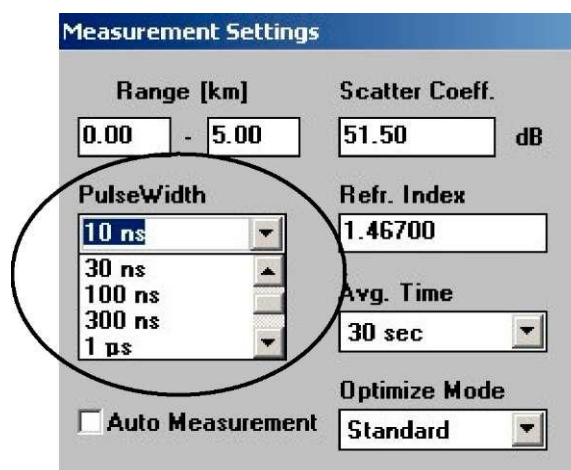 Measurement Settings
Range [km]
0.00 - 5.00
Scatter Coeff.
51.50 dB
PulseWidth
10 ns
30 ns
100 ns
300 ns
1 µs
Refr. Index
1.46700
Avg. Time
30 sec
Auto Measurement
Optimize Mode
Standard